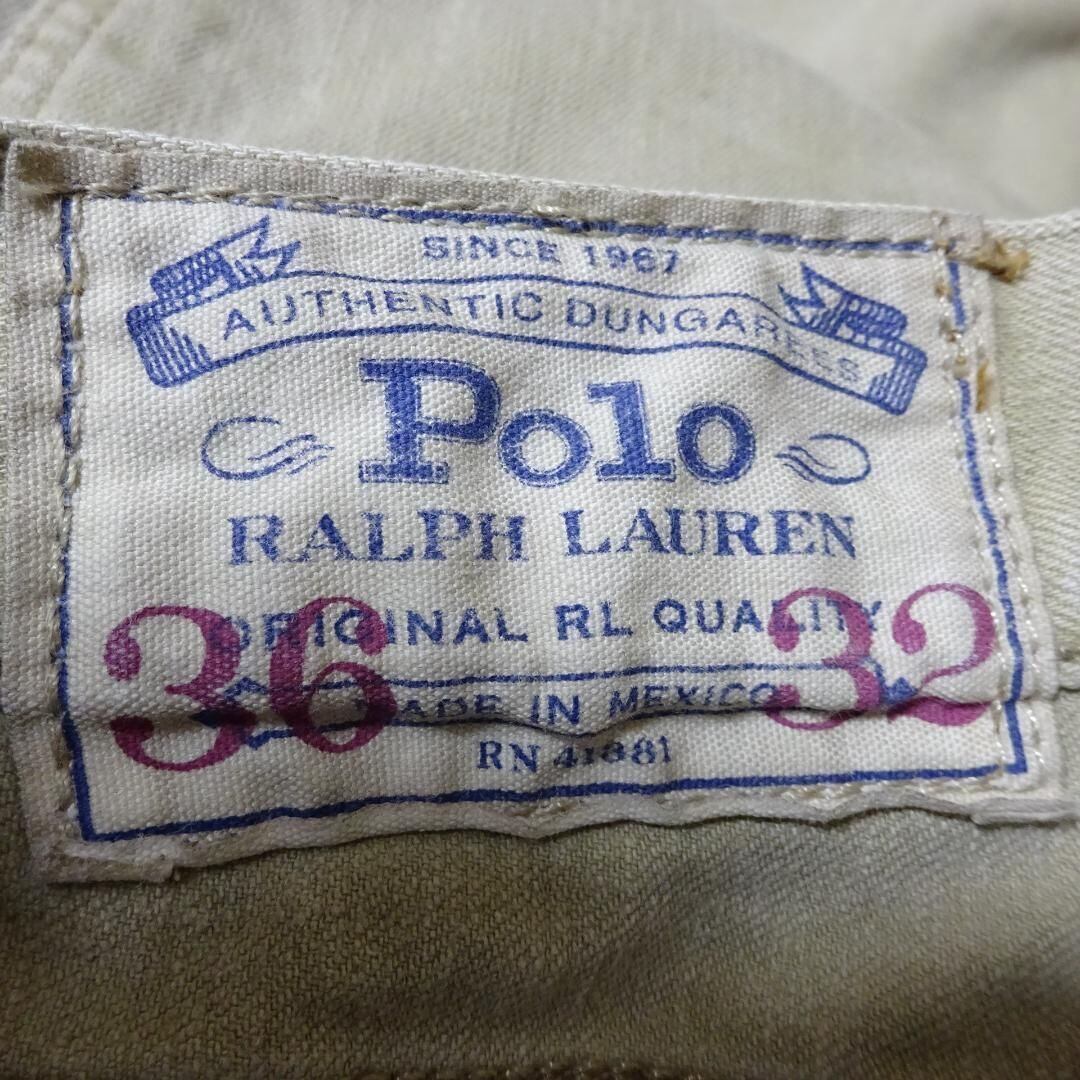 SINCE 1967
AUTHENTIC DUNGAREES
Polo
RALPH LAUREN
ORIGINAL RL QUALITY
36 32
MADE IN MEXICO
RN 41381